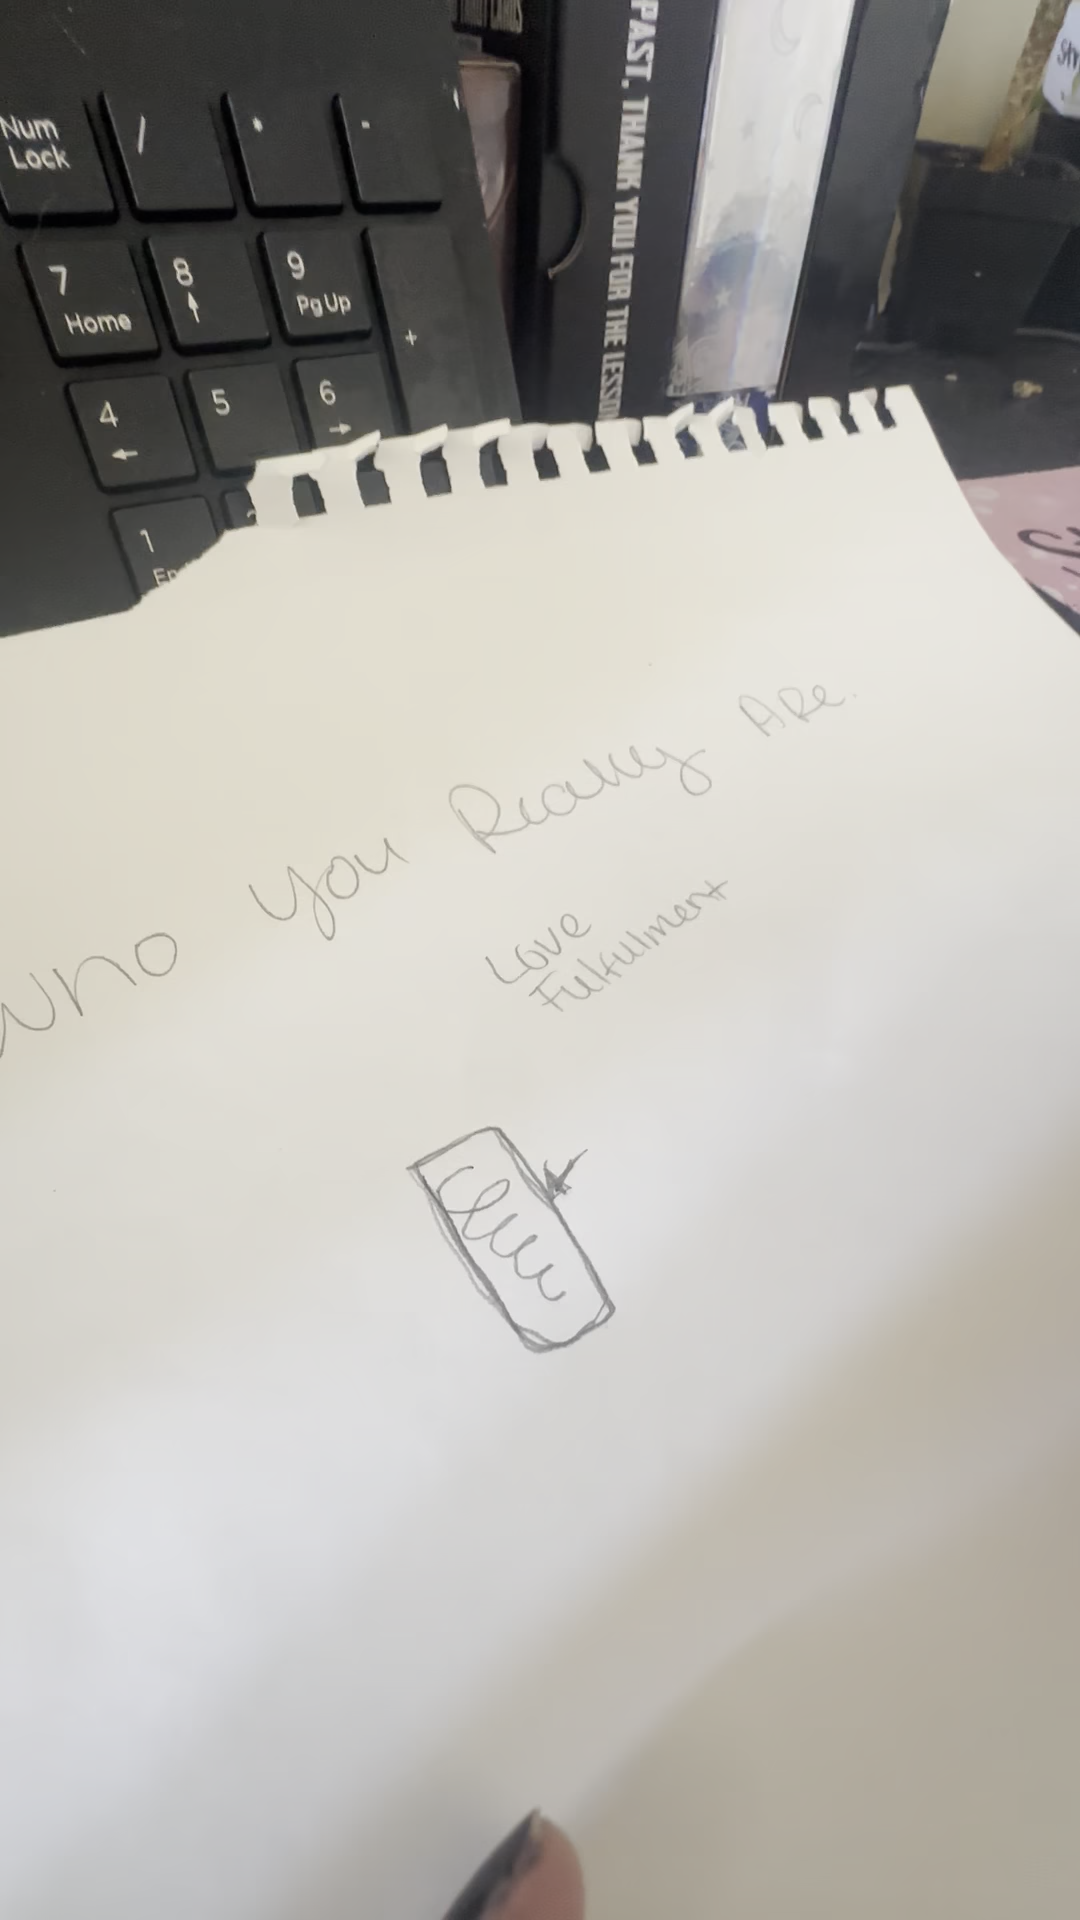 Num
Lock
/
*
-
7
Home
8
9
PgUp
+
4
5
6
1
PAST, THANK YOU FOR THE LESSON
Who You Really Are.
Love
Fulfullment